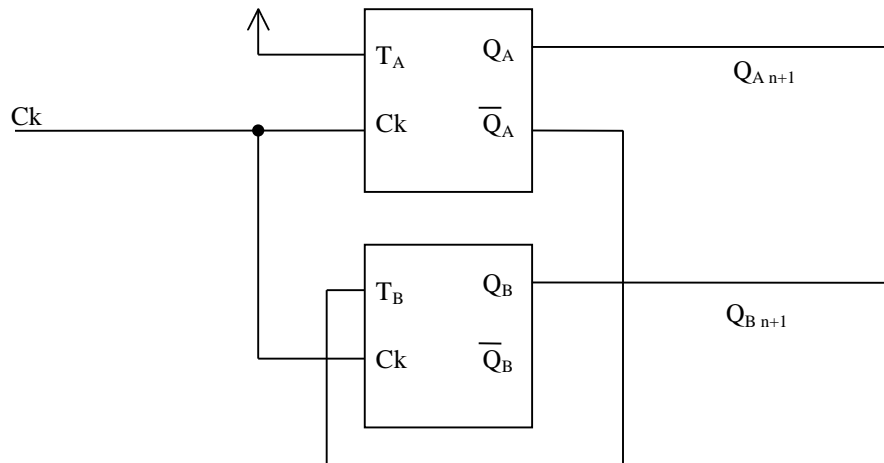 T_A Q_A
Q_A n+1
Ck
Ck Q̅_A
T_B Q_B
Q_B n+1
Ck Q̅_B